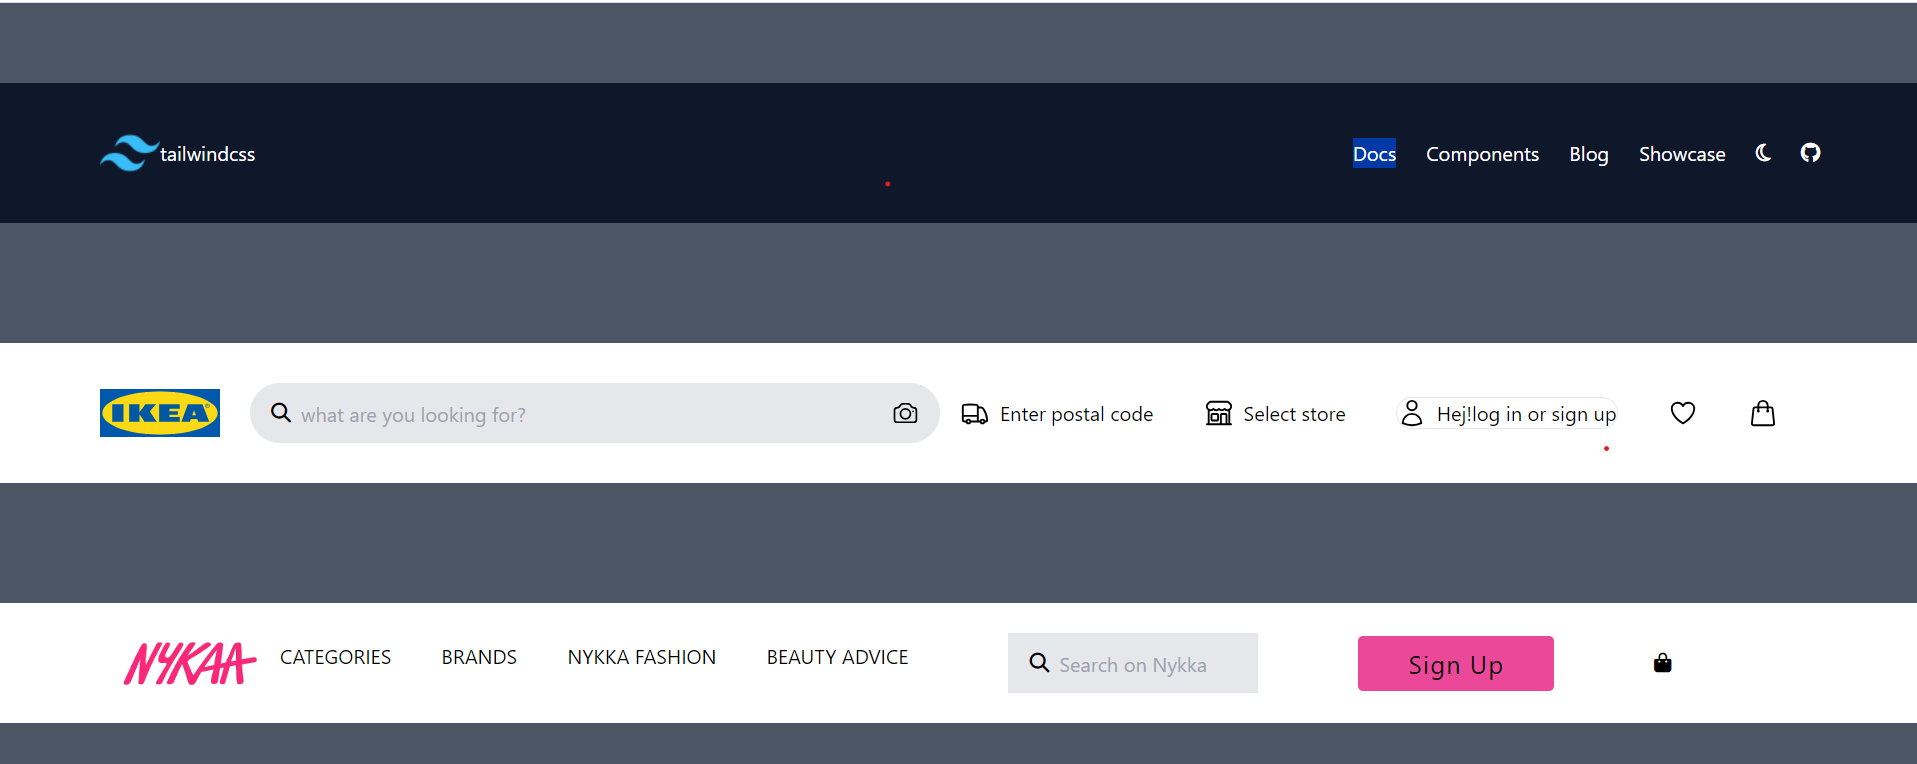 tailwindcss Docs Components Blog Showcase
IKEA what are you looking for? Enter postal code Select store Hej!log in or sign up
NYKAA CATEGORIES BRANDS NYKKA FASHION BEAUTY ADVICE Search on Nykka Sign Up